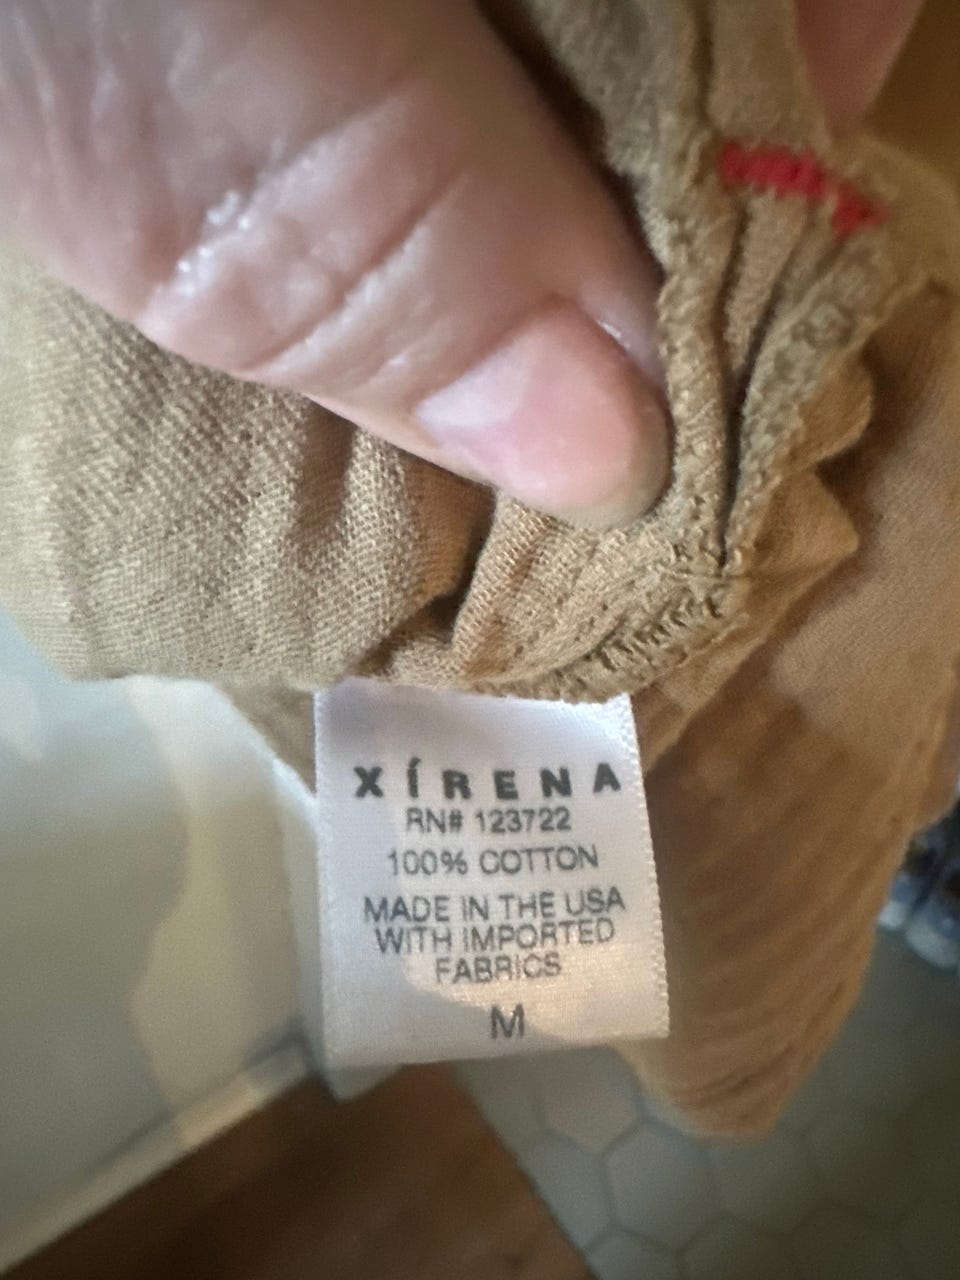 XÍRENA
RN# 123722
100% COTTON
MADE IN THE USA
WITH IMPORTED
FABRICS
M